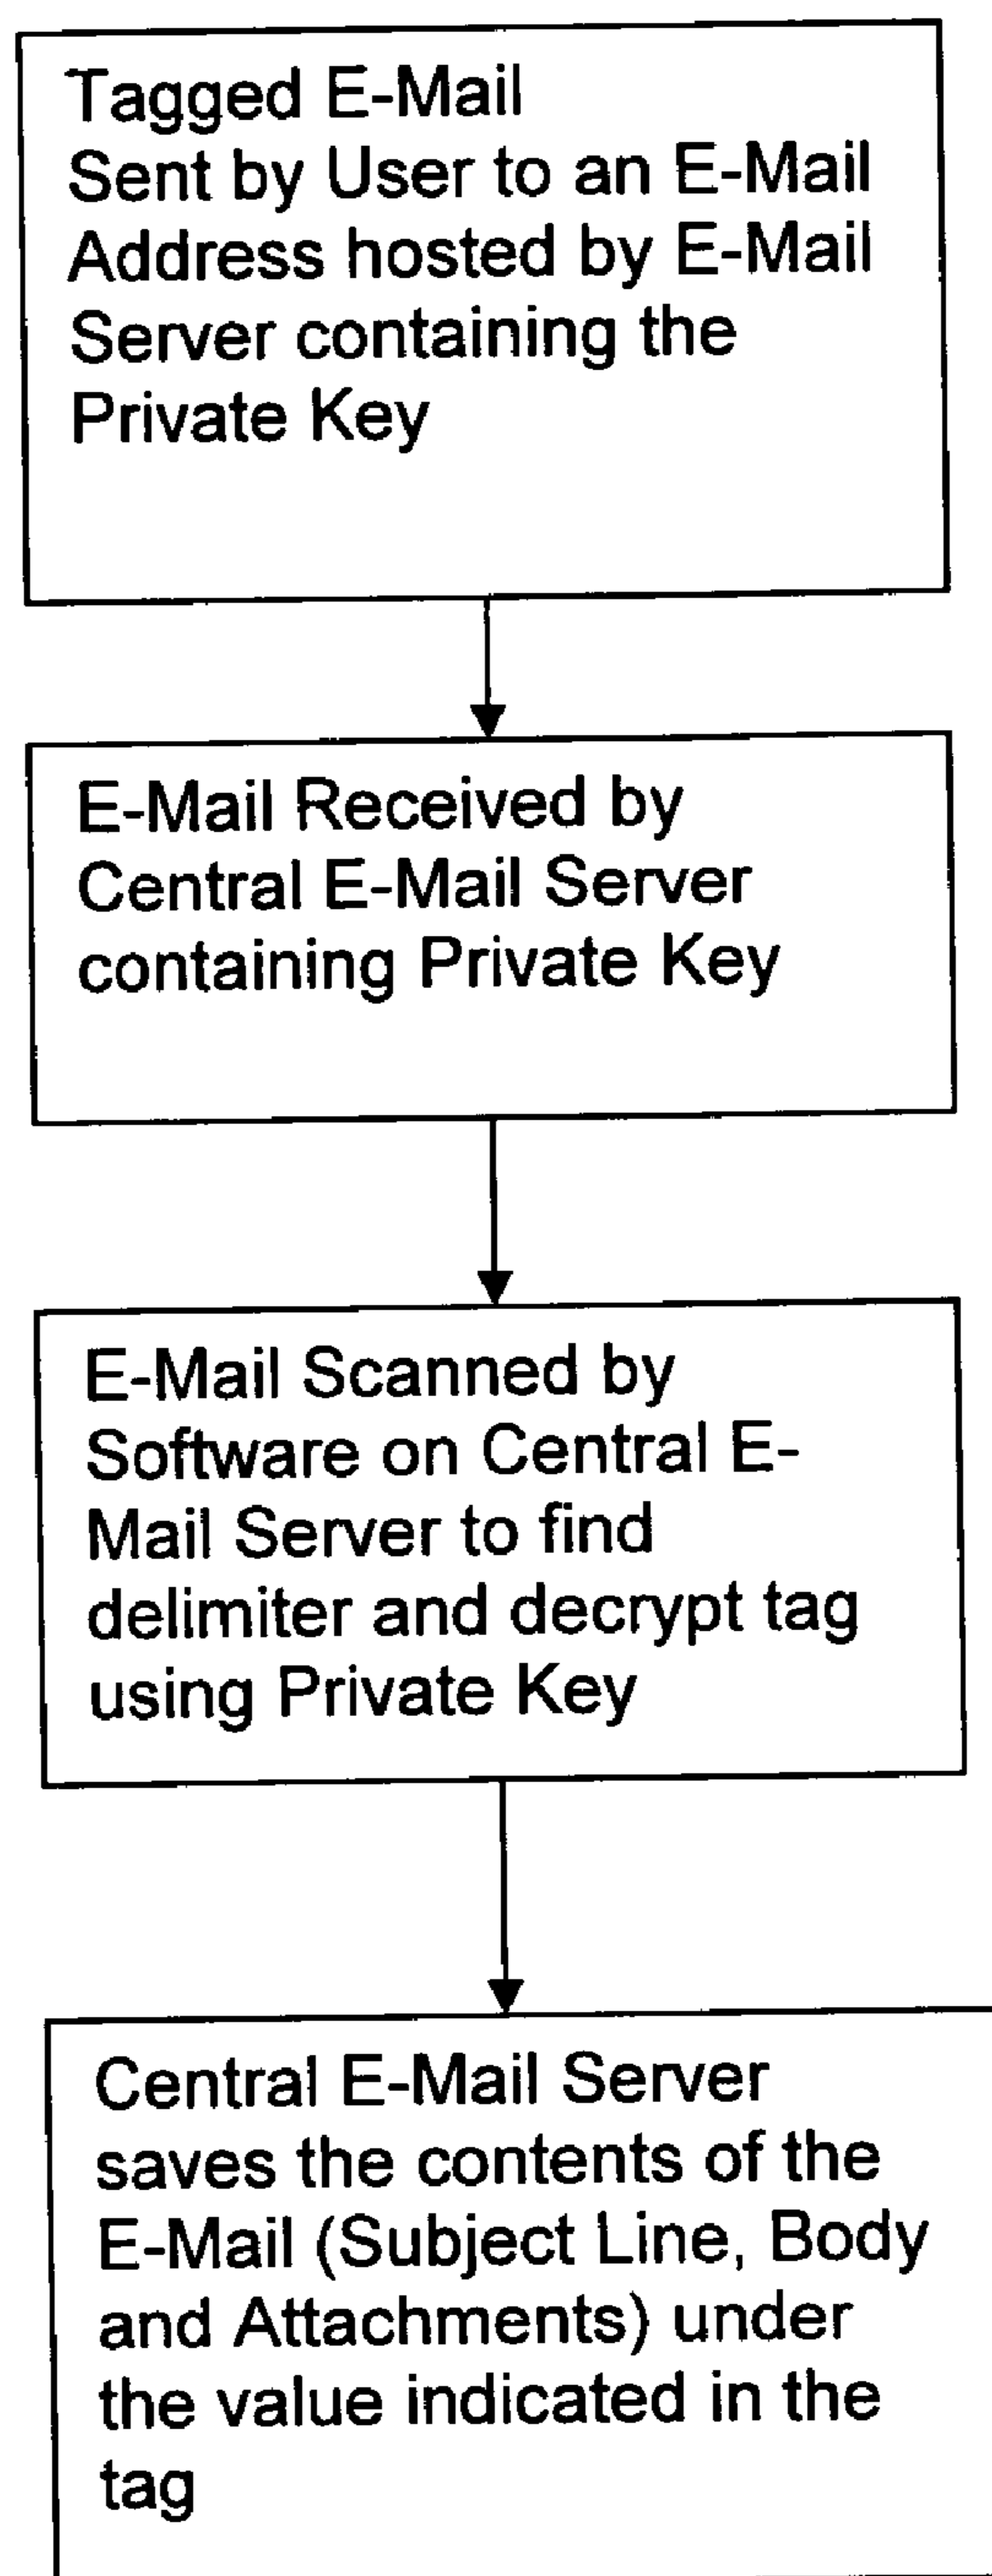 Tagged E-Mail
Sent by User to an E-Mail
Address hosted by E-Mail
Server containing the
Private Key
E-Mail Received by
Central E-Mail Server
containing Private Key
E-Mail Scanned by
Software on Central E-
Mail Server to find
delimiter and decrypt tag
using Private Key
Central E-Mail Server
saves the contents of the
E-Mail (Subject Line, Body
and Attachments) under
the value indicated in the
tag